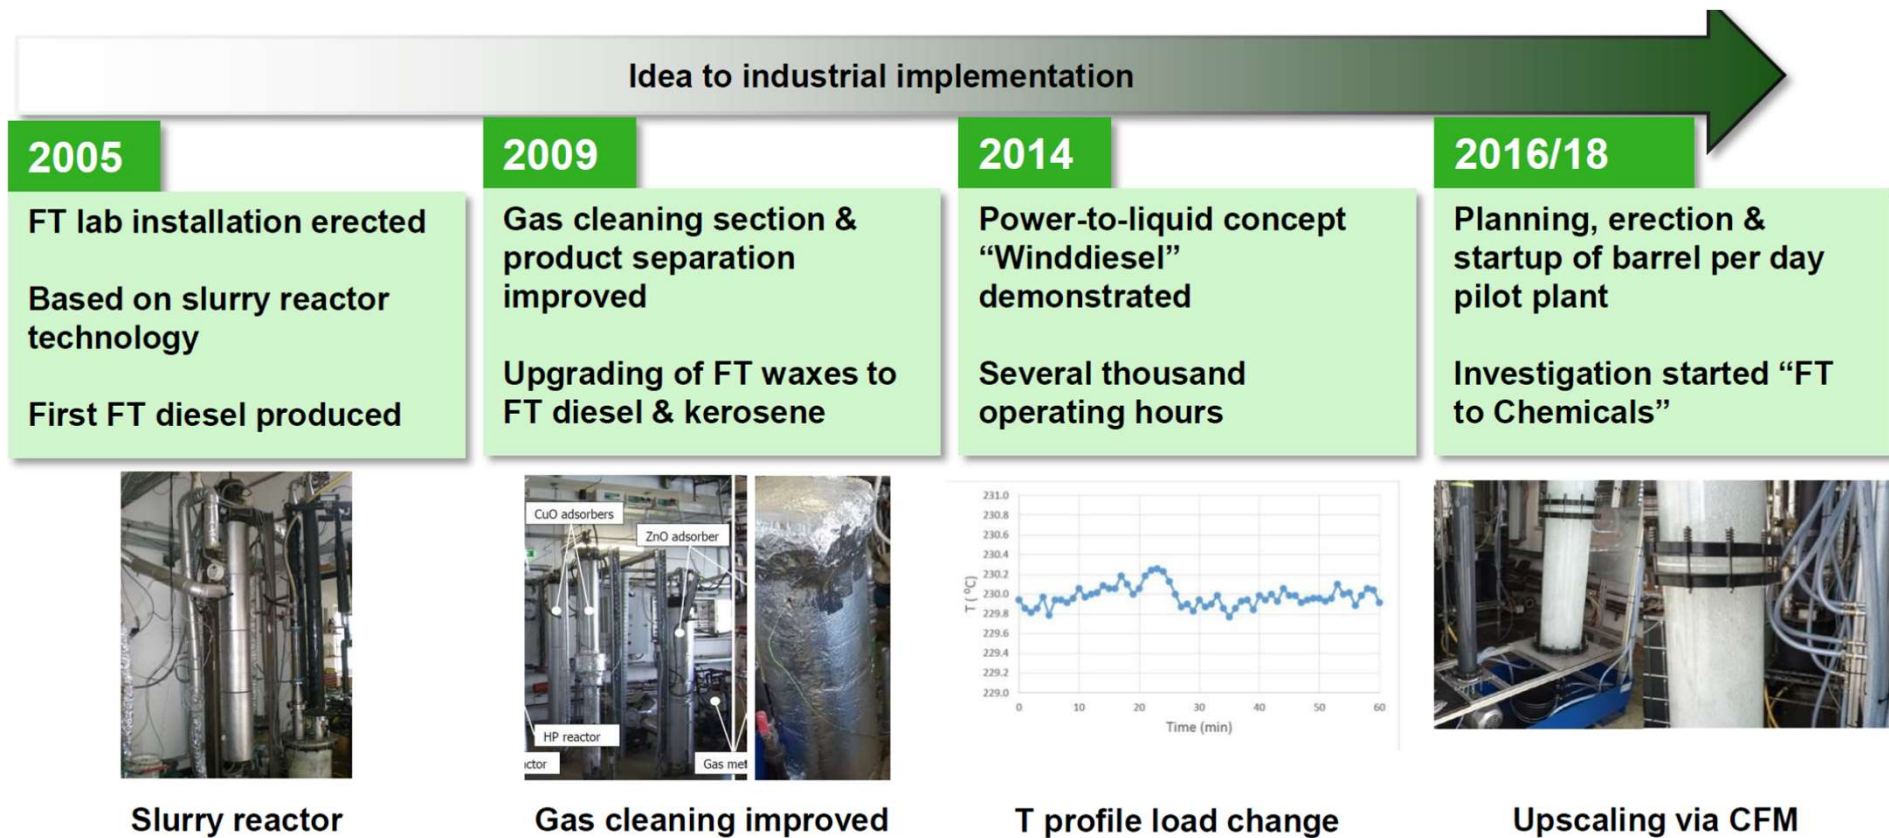 Idea to industrial implementation
2005
FT lab installation erected
Based on slurry reactor
technology
First FT diesel produced
Slurry reactor
2009
Gas cleaning section &
product separation
improved
Upgrading of FT waxes to
FT diesel & kerosene
CuO adsorbers
ZnO adsorber
HP reactor
ctor
Gas met
Gas cleaning improved
2014
Power-to-liquid concept
“Winddiesel”
demonstrated
Several thousand
operating hours
231.0
230.8
230.6
230.4
230.2
230.0
229.8
229.6
229.4
229.2
229.0
T (°C)
0 10 20 30 40 50 60
Time (min)
T profile load change
2016/18
Planning, erection &
startup of barrel per day
pilot plant
Investigation started “FT
to Chemicals”
Upscaling via CFM